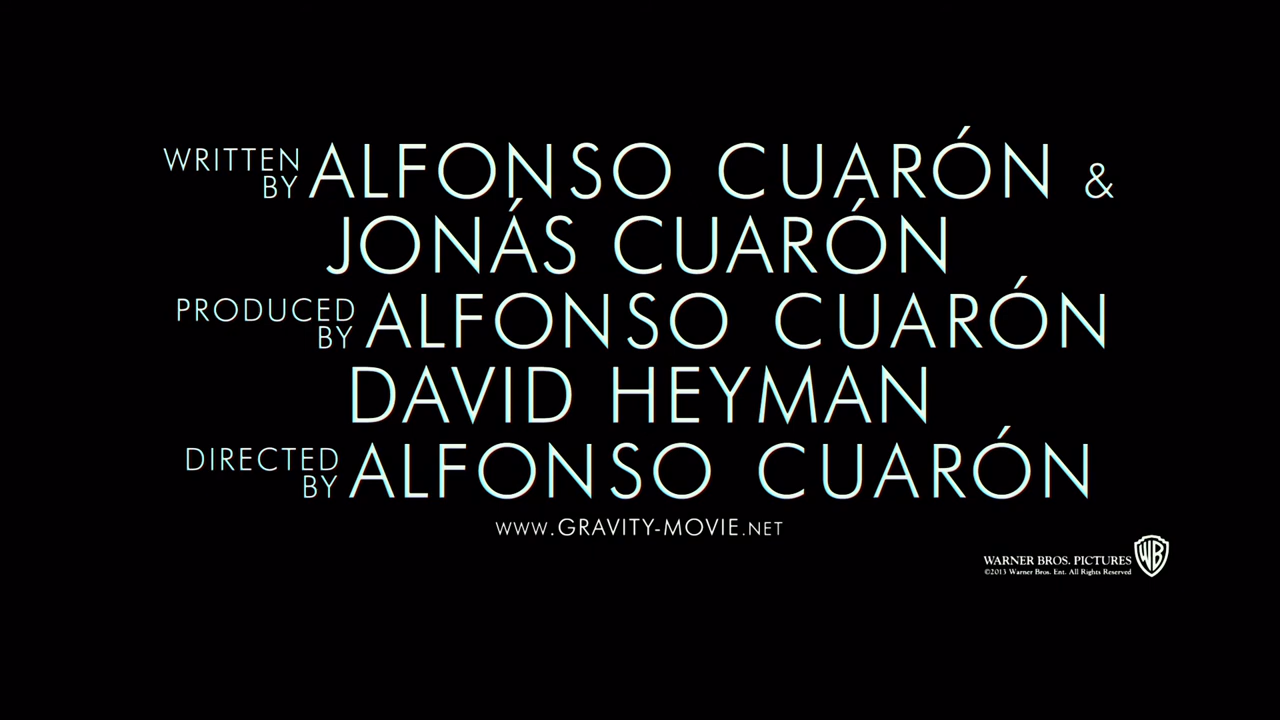 WRITTEN BY ALFONSO CUARÓN &
JONÁS CUARÓN
PRODUCED BY ALFONSO CUARÓN
DAVID HEYMAN
DIRECTED BY ALFONSO CUARÓN
WWW.GRAVITY-MOVIE.NET
WARNER BROS. PICTURES WB
©2013 Warner Bros. Ent. All Rights Reserved